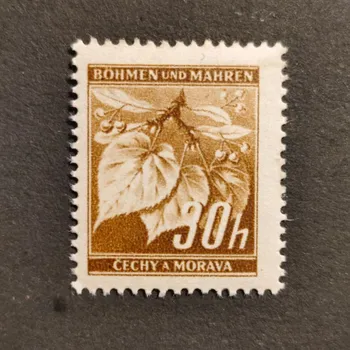 BÖHMEN UND MÄHREN
30h
ČECHY A MORAVA